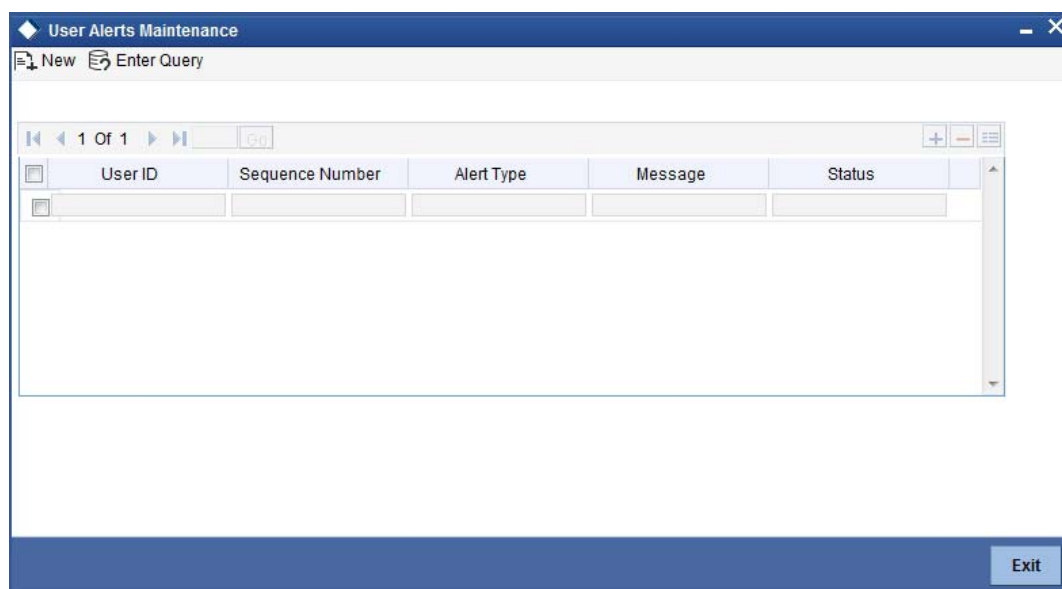 User Alerts Maintenance
New Enter Query
1 Of 1 Go
User ID Sequence Number Alert Type Message Status
Exit